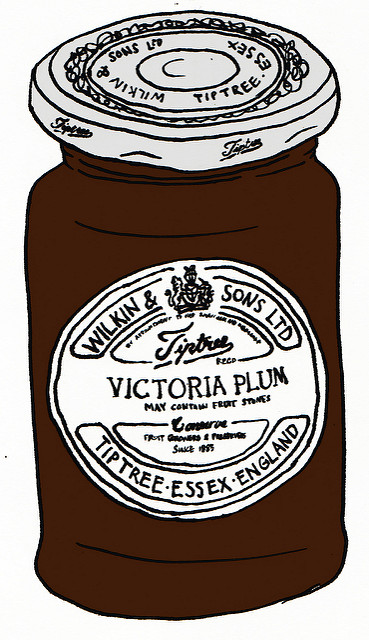 WILKIN & SONS LTD
TIPTREE. ESSEX
Tiptree
Tiptree
WILKIN & SONS LTD
Tiptree
REGD
VICTORIA PLUM
MAY CONTAIN FRUIT STONES
Conserve
FRUIT GROWERS & PRESERVERS
SINCE 1885
TIPTREE · ESSEX · ENGLAND